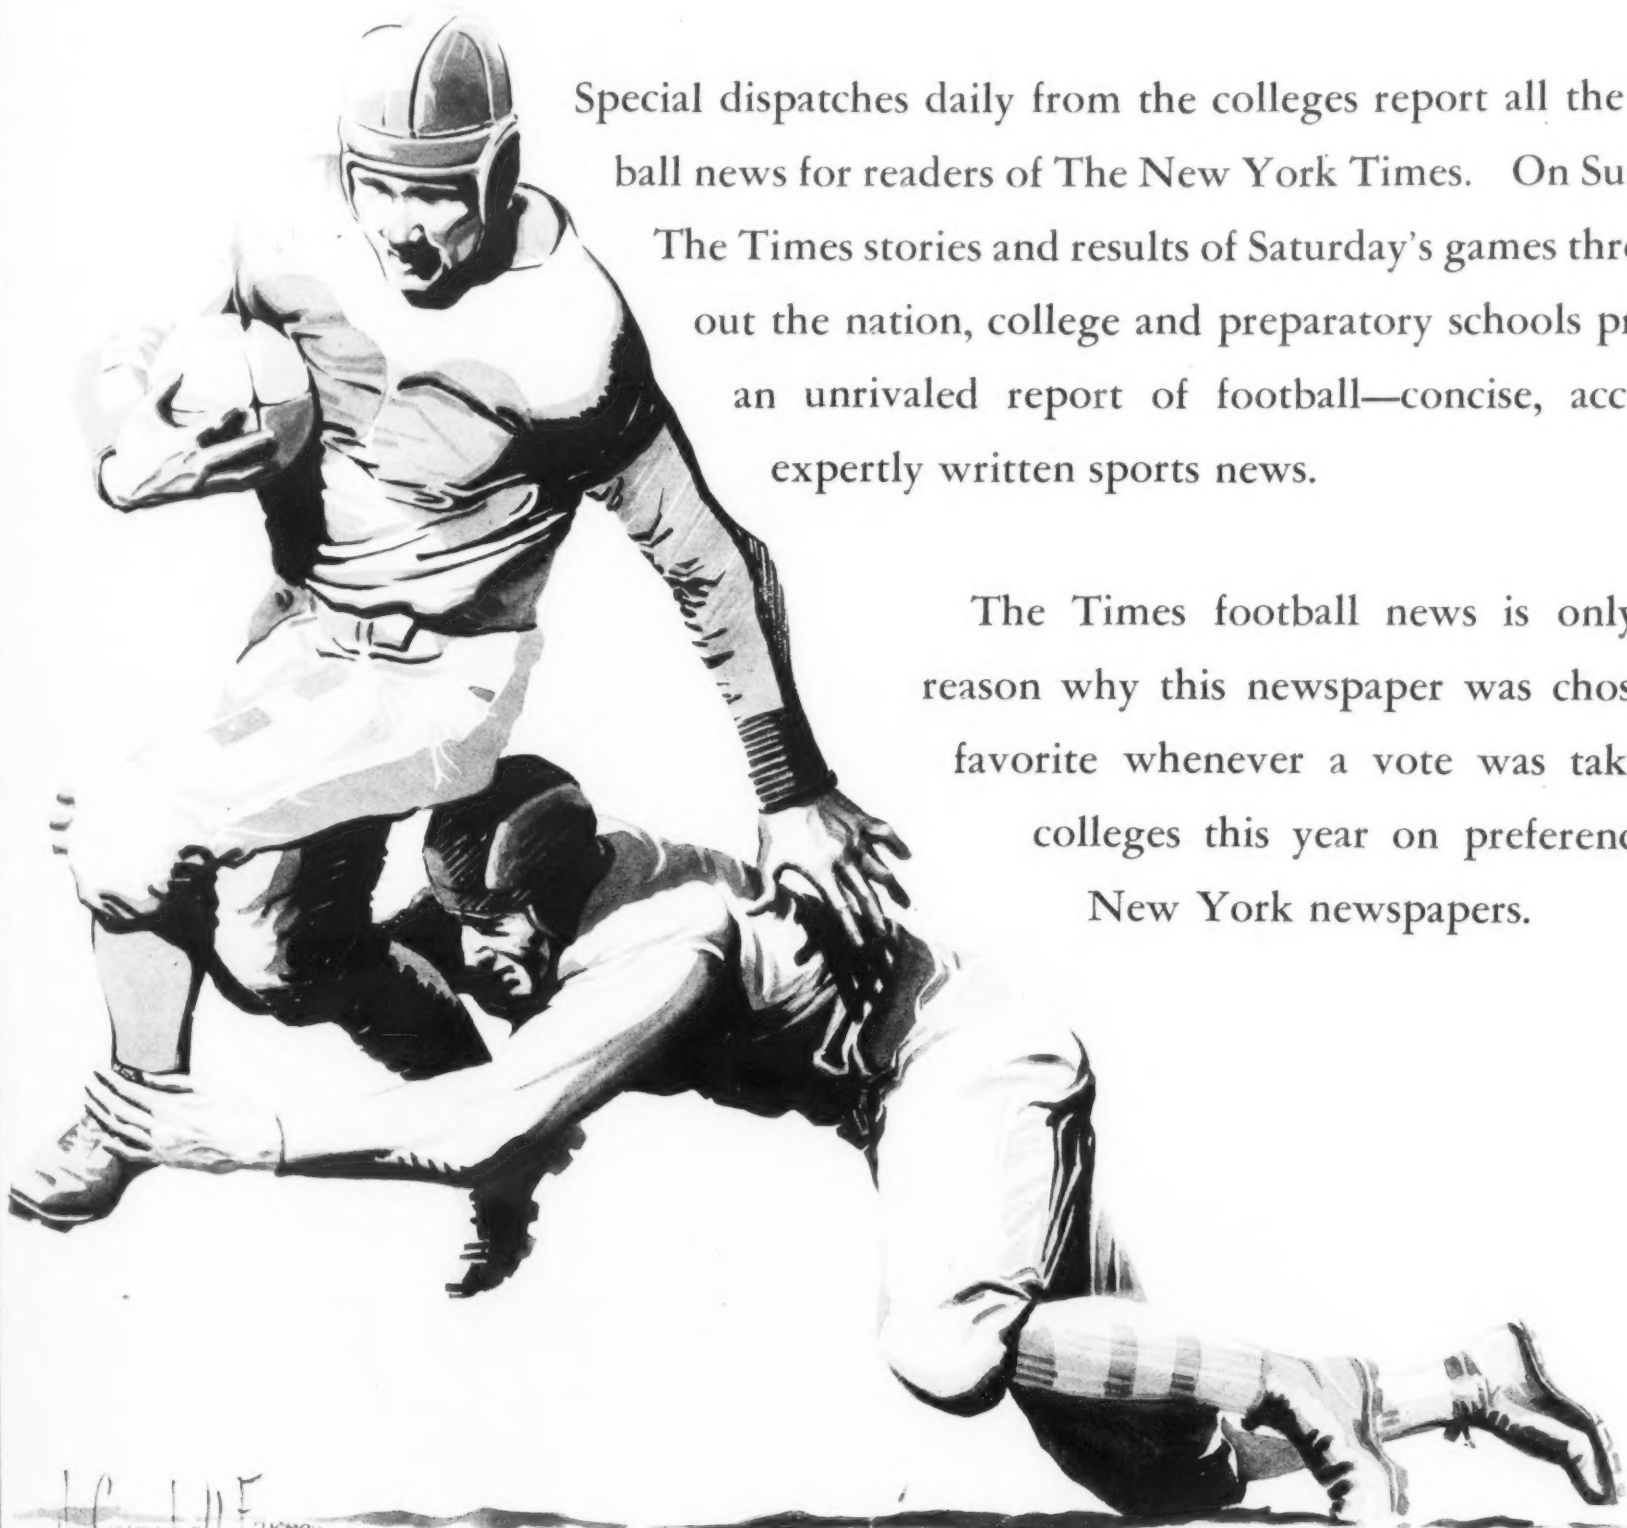 Special dispatches daily from the colleges report all the
ball news for readers of The New York Times. On Su
The Times stories and results of Saturday's games thr
out the nation, college and preparatory schools pr
an unrivaled report of football—concise, acc
expertly written sports news.
The Times football news is only
reason why this newspaper was chos
favorite whenever a vote was tak
colleges this year on preferenc
New York newspapers.